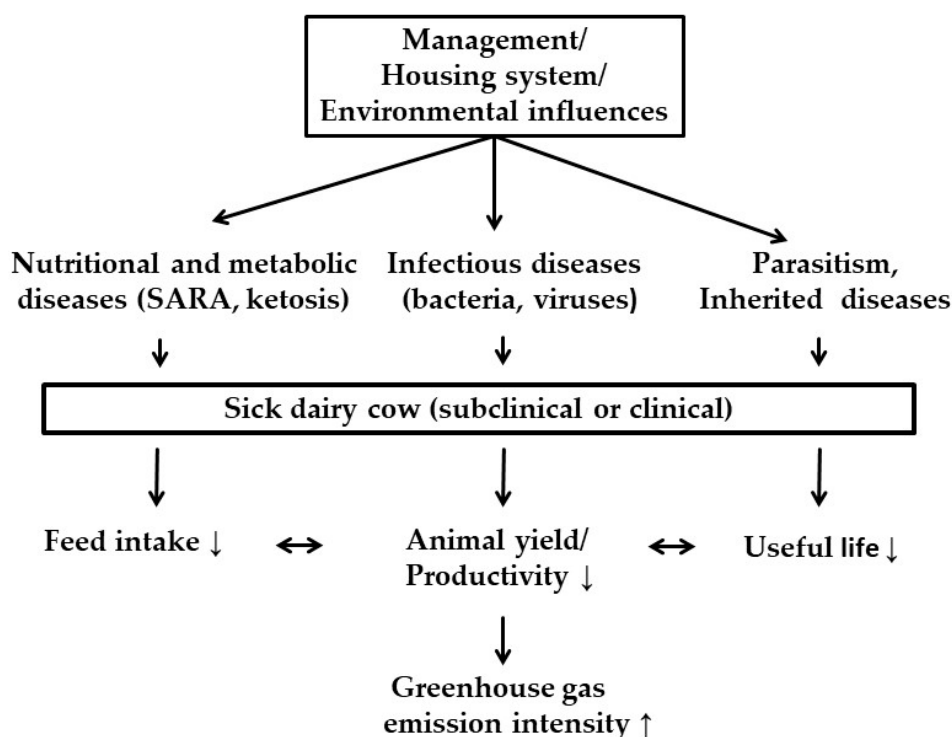 Management/
Housing system/
Environmental influences
Nutritional and metabolic
diseases (SARA, ketosis)
Infectious diseases
(bacteria, viruses)
Parasitism,
Inherited diseases
Sick dairy cow (subclinical or clinical)
Feed intake ↓
Animal yield/
Productivity ↓
Useful life ↓
Greenhouse gas
emission intensity ↑